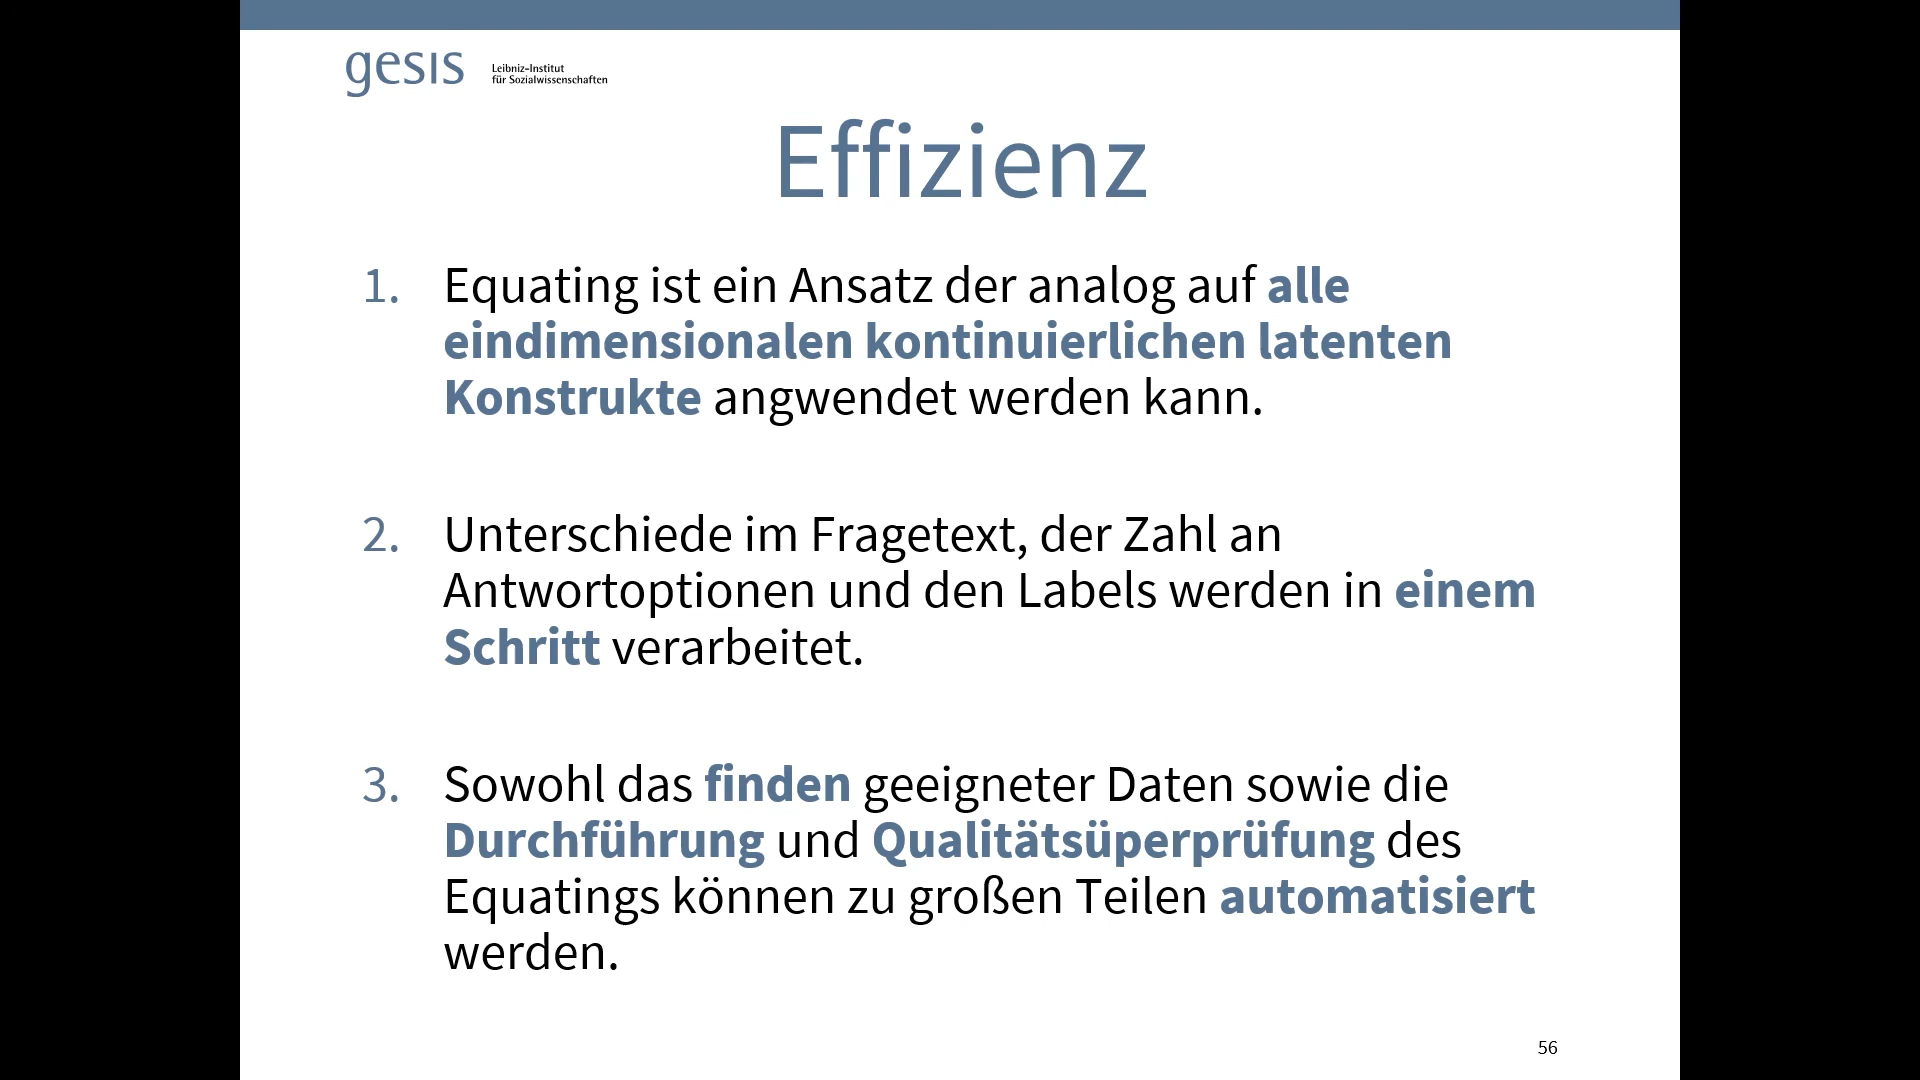 gesis
Leibniz-Institut
für Sozialwissenschaften
Effizienz
1. Equating ist ein Ansatz der analog auf alle
eindimensionalen kontinuierlichen latenten
Konstrukte angwendet werden kann.
2. Unterschiede im Fragetext, der Zahl an
Antwortoptionen und den Labels werden in einem
Schritt verarbeitet.
3. Sowohl das finden geeigneter Daten sowie die
Durchführung und Qualitätsüperprüfung des
Equatings können zu großen Teilen automatisiert
werden.
56